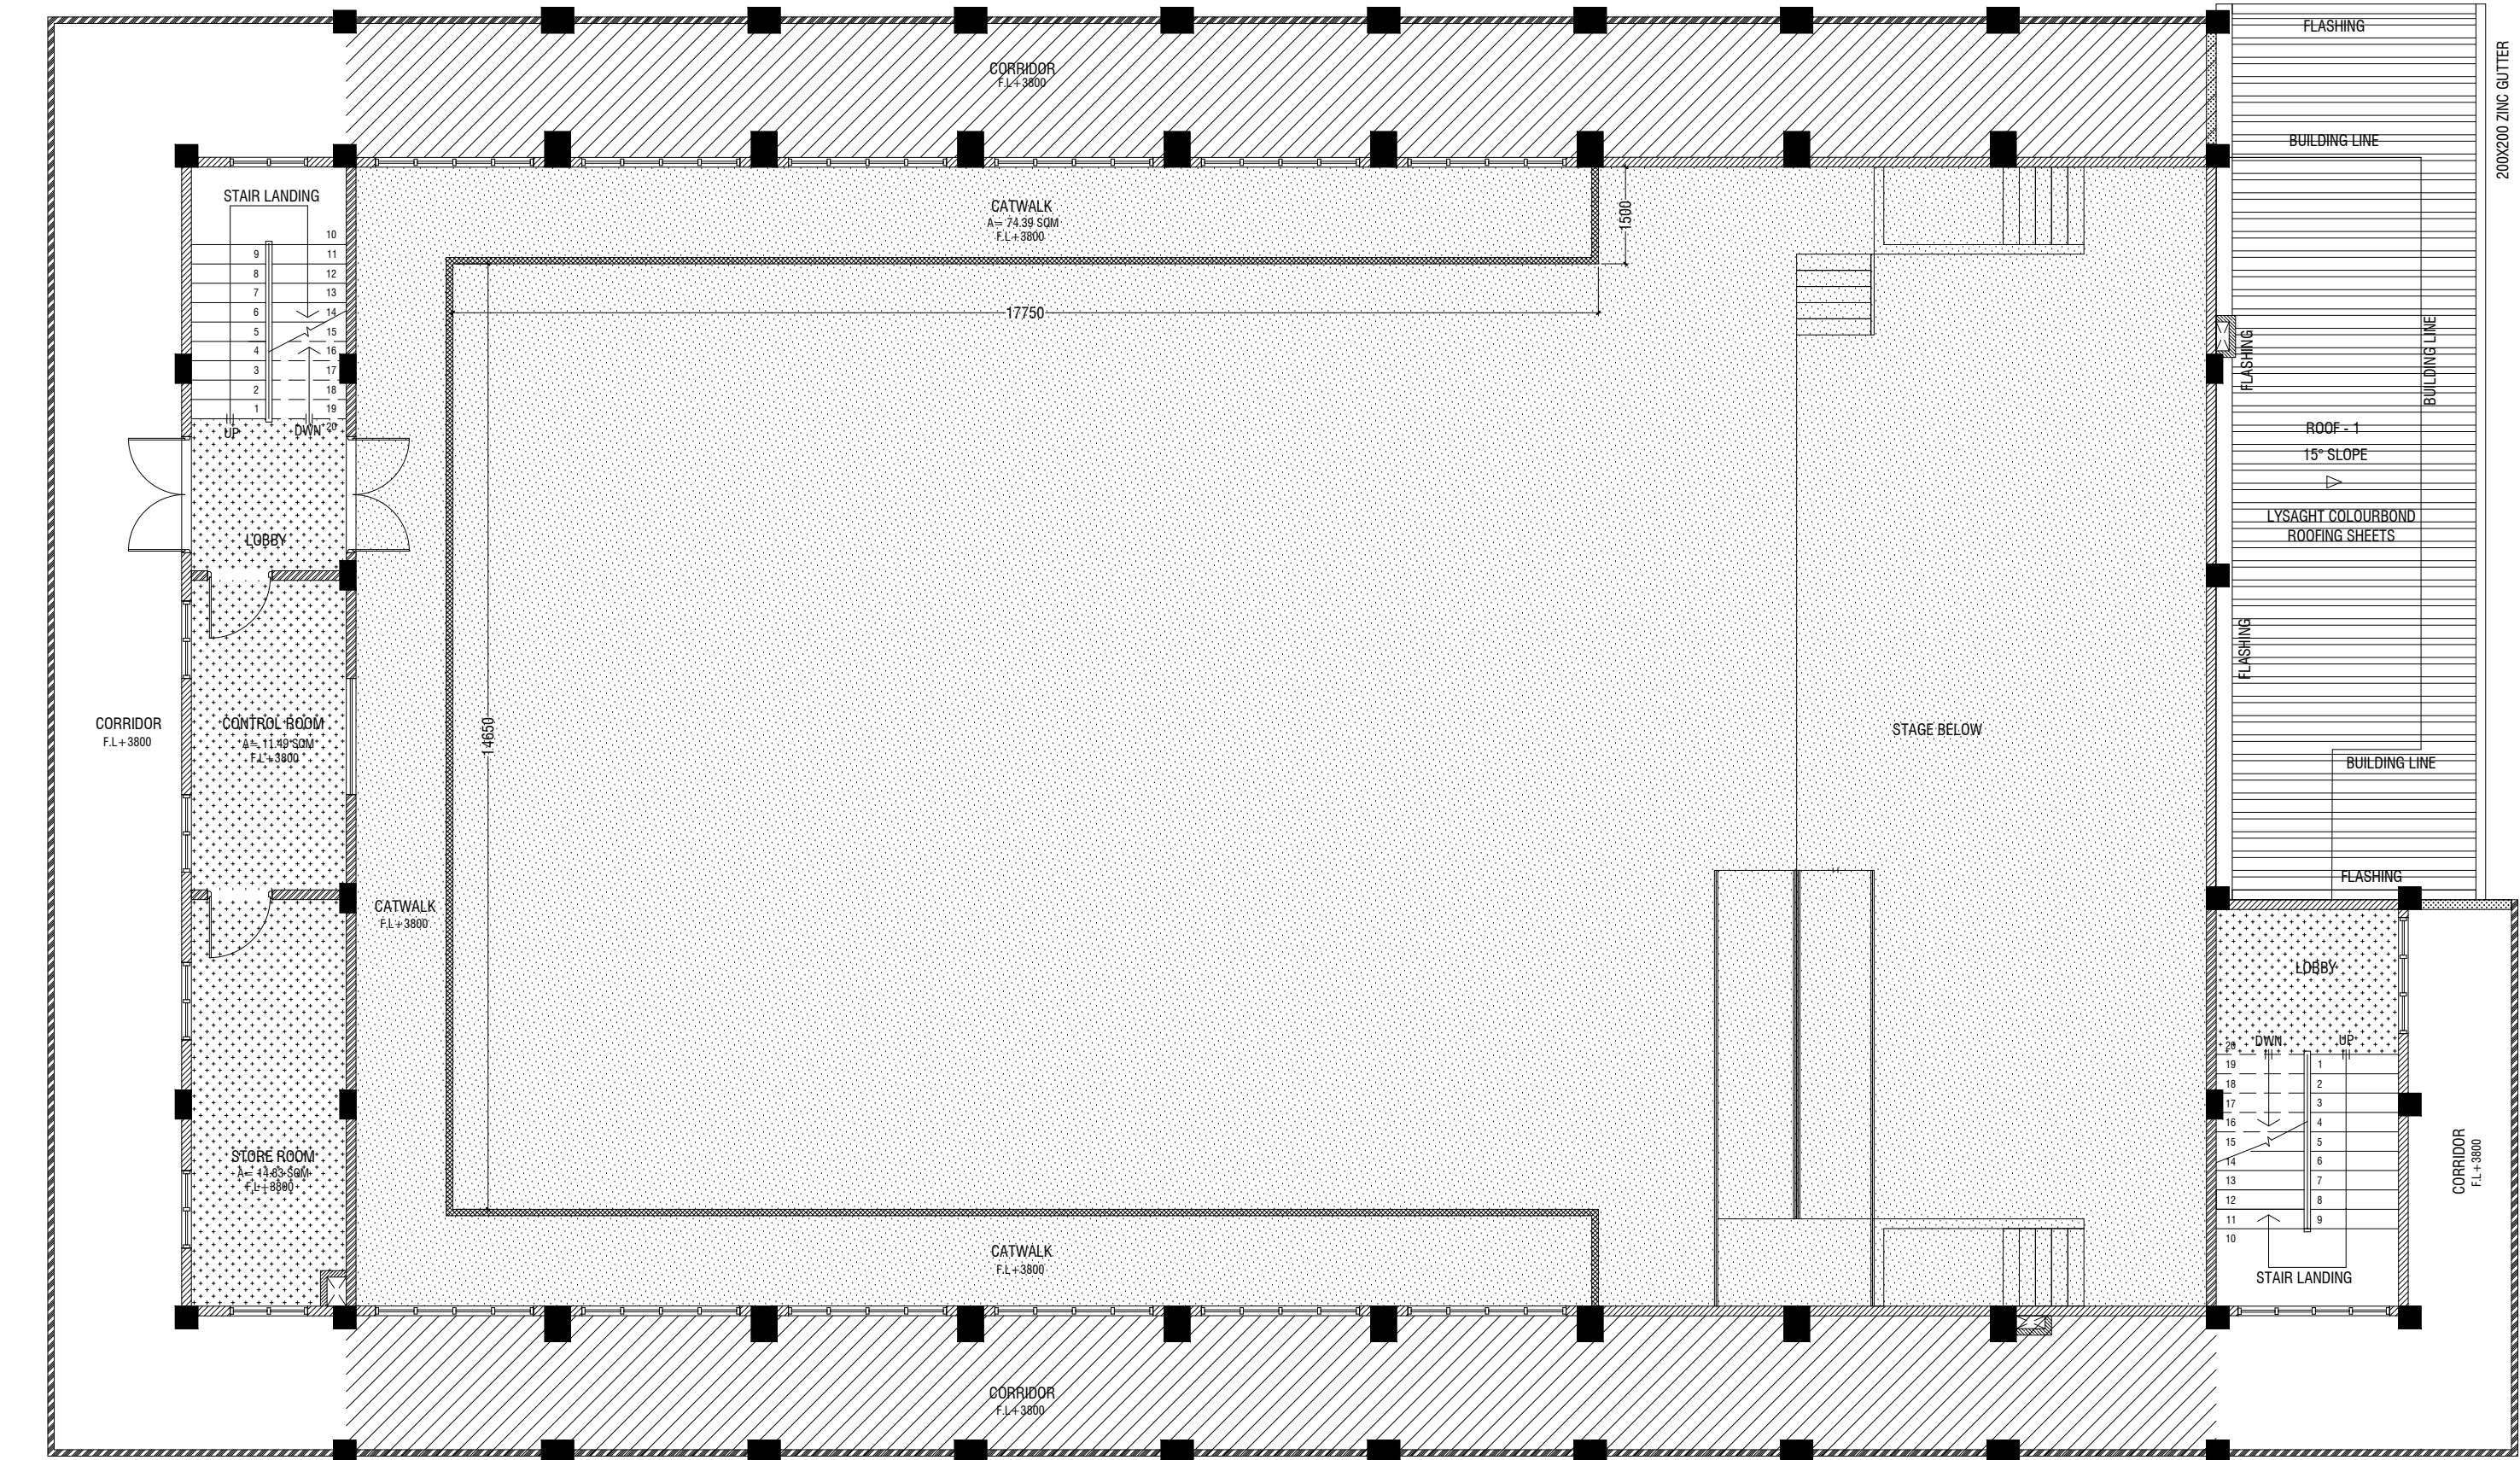 FLASHING
200X200 ZINC GUTTER
CORRIDOR
F.L+3800
BUILDING LINE
STAIR LANDING
CATWALK
A= 74.39 SQM
F.L+3800
1500
10
9 11
8 12
7 13
6 14
5 15
4 16
3 17
2 18
1 19
UP DWN 20
17750
FLASHING
BUILDING LINE
ROOF - 1
15° SLOPE
LYSAGHT COLOURBOND
ROOFING SHEETS
LOBBY
FLASHING
CORRIDOR
F.L+3800
CONTROL ROOM
A= 11.49 SQM
F.L+3800
14650
STAGE BELOW
BUILDING LINE
FLASHING
CATWALK
F.L+3800
LOBBY
20 DWN UP
19 1
18 2
17 3
16 4
15 5
14 6
13 7
12 8
11 9
10
STAIR LANDING
CORRIDOR
F.L+3800
STORE ROOM
A= 14.83 SQM
F.L+3800
CATWALK
F.L+3800
CORRIDOR
F.L+3800